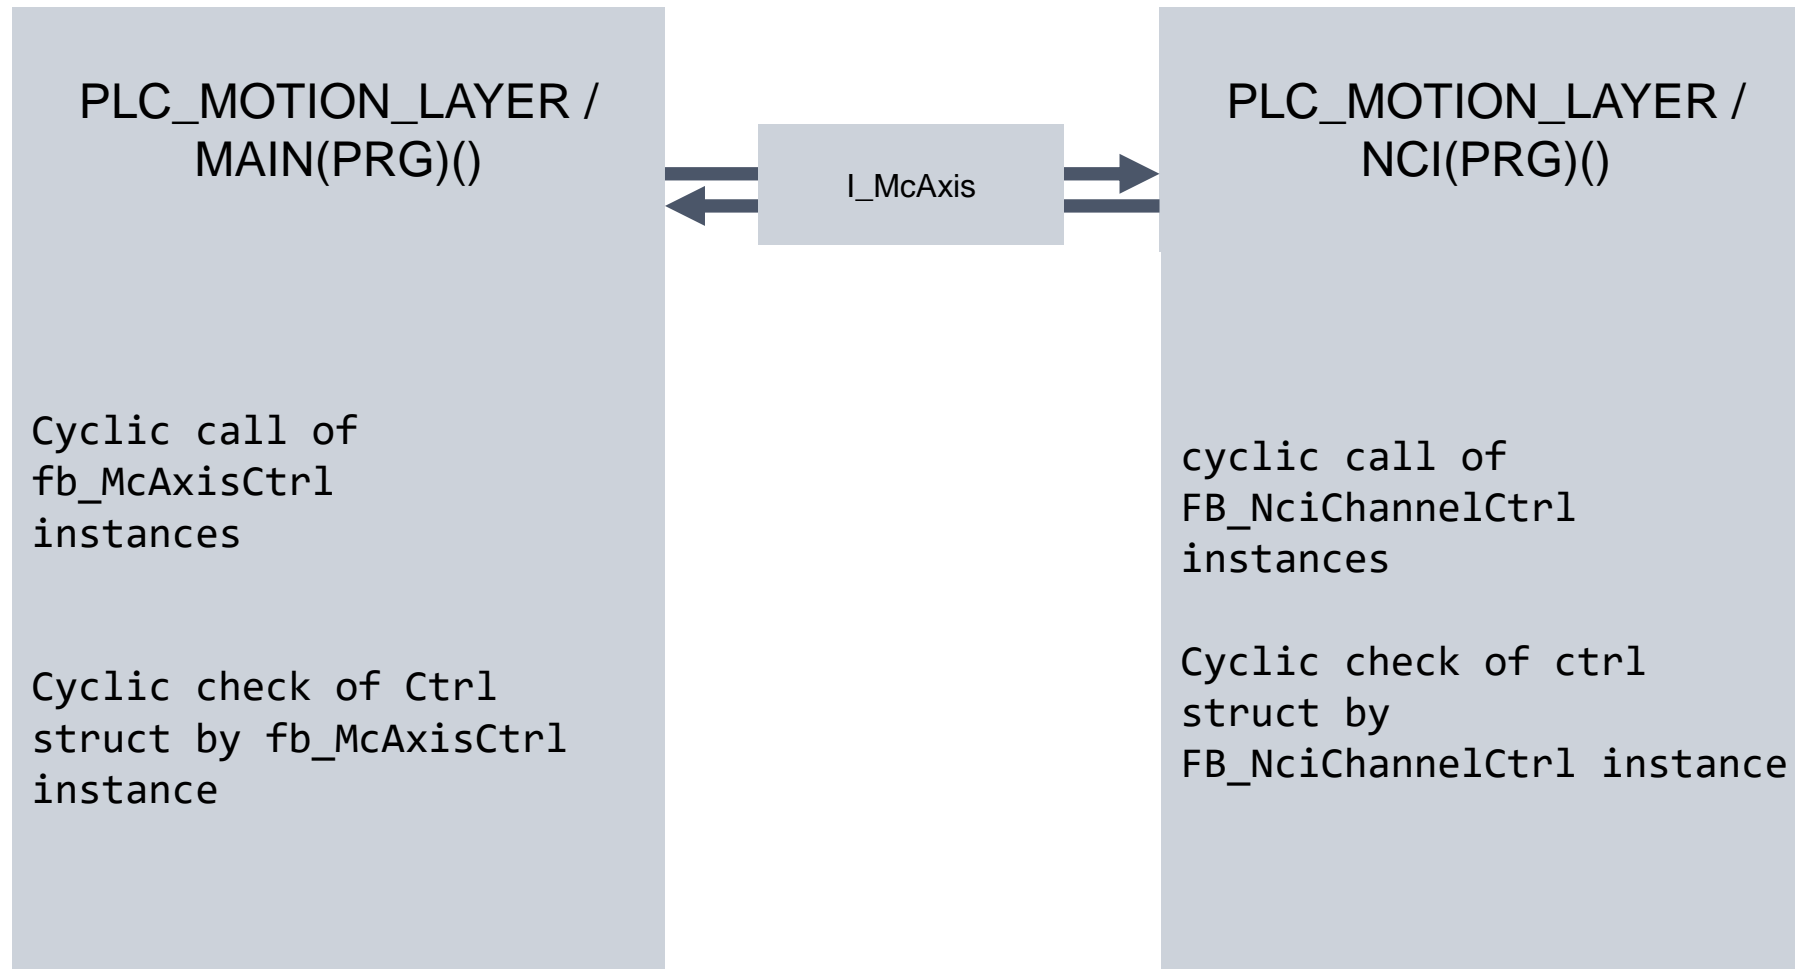 PLC_MOTION_LAYER /
MAIN(PRG)()
Cyclic call of
fb_McAxisCtrl
instances
Cyclic check of Ctrl
struct by fb_McAxisCtrl
instance
I_McAxis
PLC_MOTION_LAYER /
NCI(PRG)()
cyclic call of
FB_NciChannelCtrl
instances
Cyclic check of ctrl
struct by
FB_NciChannelCtrl instance